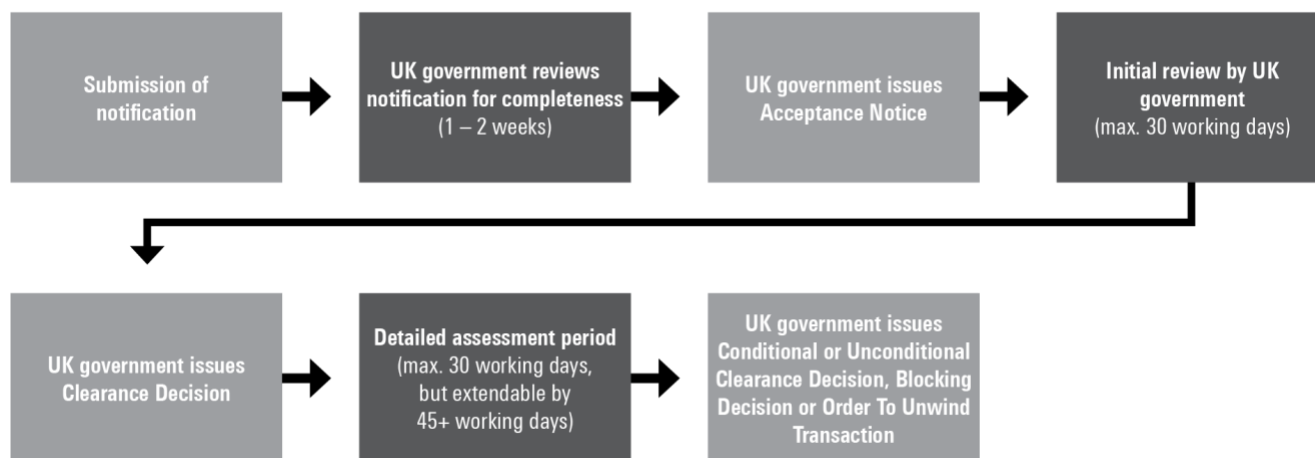 Submission of
notification
UK government reviews
notification for completeness
(1 – 2 weeks)
UK government issues
Acceptance Notice
Initial review by UK
government
(max. 30 working days)
UK government issues
Clearance Decision
Detailed assessment period
(max. 30 working days,
but extendable by
45+ working days)
UK government issues
Conditional or Unconditional
Clearance Decision, Blocking
Decision or Order To Unwind
Transaction